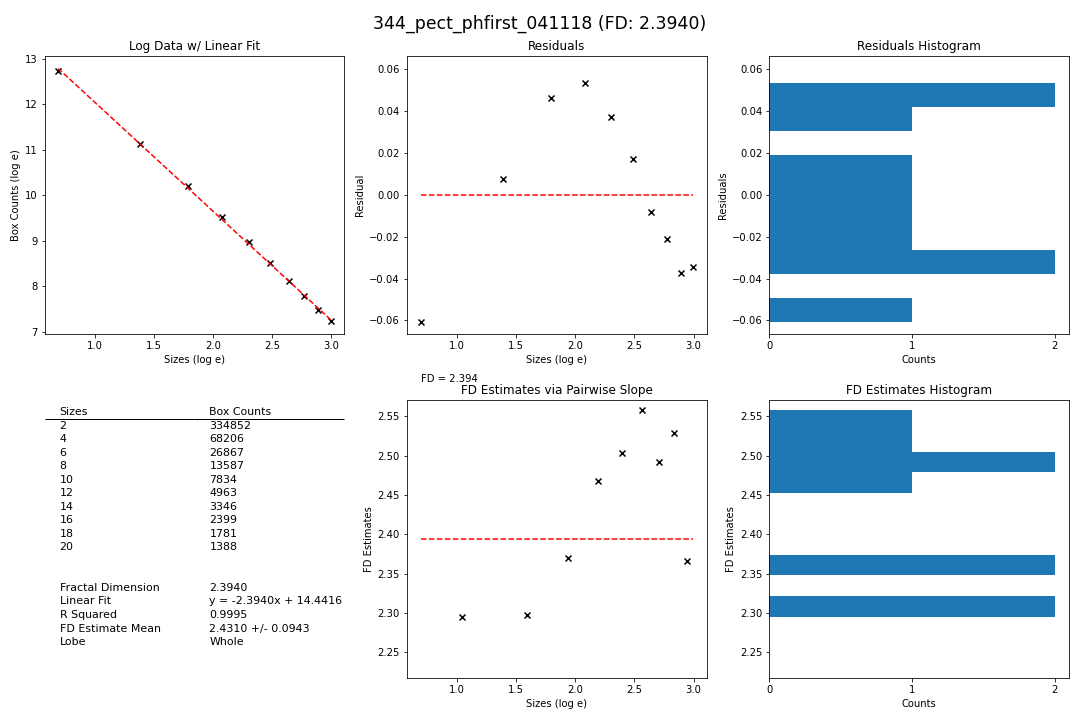 344_pect_phfirst_041118 (FD: 2.3940)
Log Data w/ Linear Fit
13
12
11
10
9
8
7
Box Counts (log e)
1.0 1.5 2.0 2.5 3.0
Sizes (log e)
Residuals
0.06
0.04
0.02
0.00
−0.02
−0.04
−0.06
Residual
1.0 1.5 2.0 2.5 3.0
Sizes (log e)
Residuals Histogram
0.06
0.04
0.02
0.00
−0.02
−0.04
−0.06
Residuals
0 1 2
Counts
Sizes Box Counts
2 334852
4 68206
6 26867
8 13587
10 7834
12 4963
14 3346
16 2399
18 1781
20 1388
Fractal Dimension 2.3940
Linear Fit y = -2.3940x + 14.4416
R Squared 0.9995
FD Estimate Mean 2.4310 +/- 0.0943
Lobe Whole
FD = 2.394
FD Estimates via Pairwise Slope
2.55
2.50
2.45
2.40
2.35
2.30
2.25
FD Estimates
1.0 1.5 2.0 2.5 3.0
Sizes (log e)
FD Estimates Histogram
2.55
2.50
2.45
2.40
2.35
2.30
2.25
FD Estimates
0 1 2
Counts